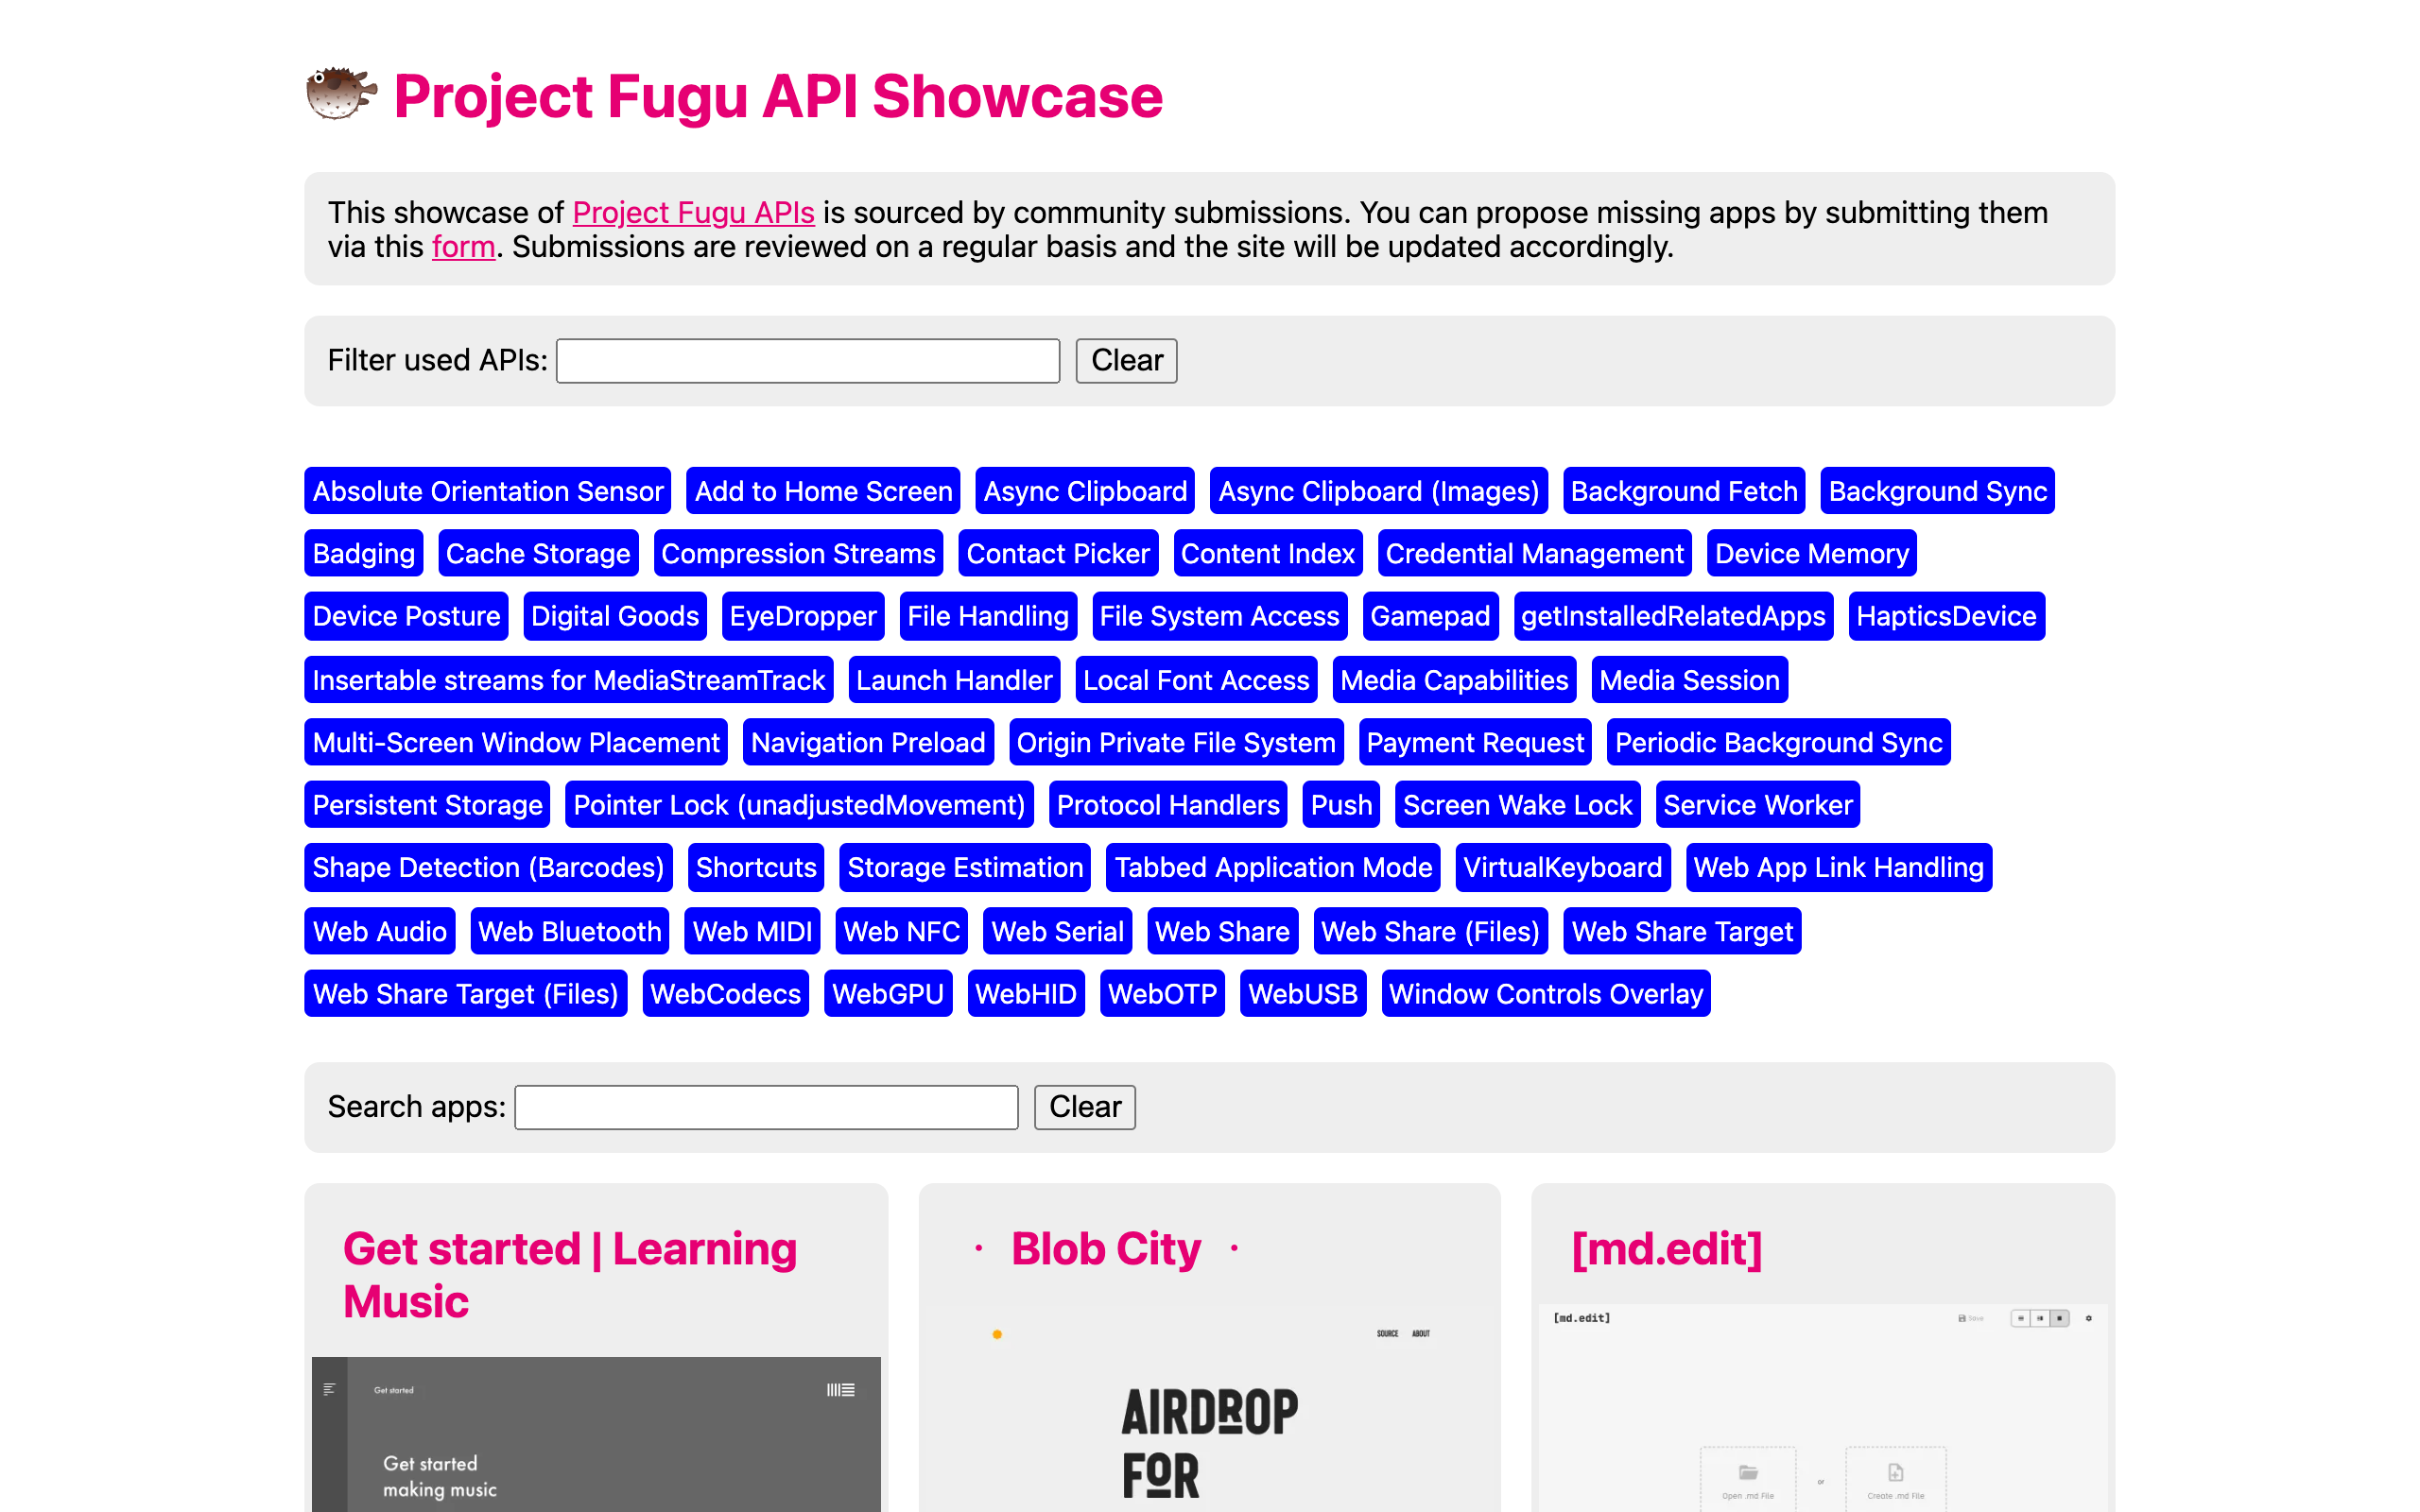 Project Fugu API Showcase
This showcase of Project Fugu APIs is sourced by community submissions. You can propose missing apps by submitting them
via this form. Submissions are reviewed on a regular basis and the site will be updated accordingly.
Filter used APIs: Clear
Absolute Orientation Sensor Add to Home Screen Async Clipboard Async Clipboard (Images) Background Fetch Background Sync
Badging Cache Storage Compression Streams Contact Picker Content Index Credential Management Device Memory
Device Posture Digital Goods EyeDropper File Handling File System Access Gamepad getInstalledRelatedApps HapticsDevice
Insertable streams for MediaStreamTrack Launch Handler Local Font Access Media Capabilities Media Session
Multi-Screen Window Placement Navigation Preload Origin Private File System Payment Request Periodic Background Sync
Persistent Storage Pointer Lock (unadjustedMovement) Protocol Handlers Push Screen Wake Lock Service Worker
Shape Detection (Barcodes) Shortcuts Storage Estimation Tabbed Application Mode VirtualKeyboard Web App Link Handling
Web Audio Web Bluetooth Web MIDI Web NFC Web Serial Web Share Web Share (Files) Web Share Target
Web Share Target (Files) WebCodecs WebGPU WebHID WebOTP WebUSB Window Controls Overlay
Search apps: Clear
Get started | Learning
Music
Get started
Get started
making music
· Blob City ·
SOURCE ABOUT
AIRDROP
FOR
[md.edit]
[md.edit] Save
Open .md File or Create .md File